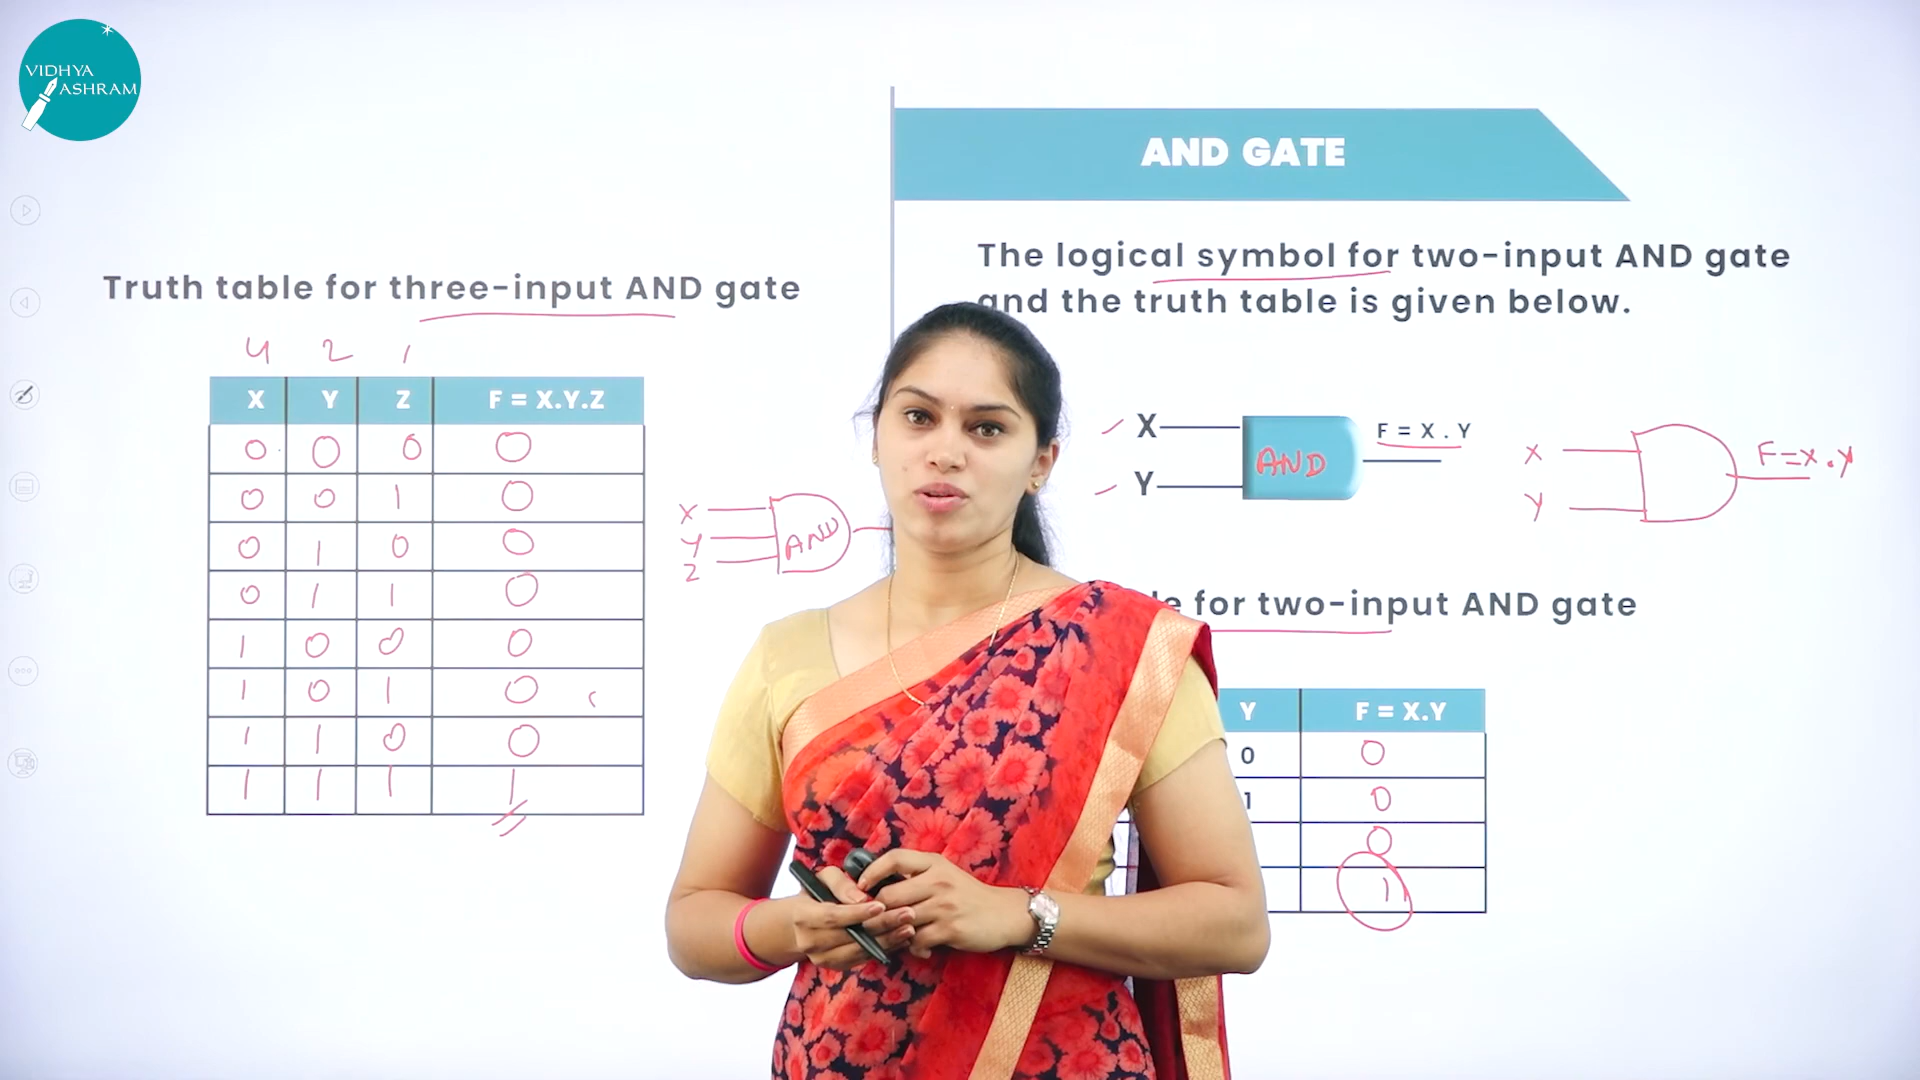 VIDHYA
ASHRAM
AND GATE
The logical symbol for two-input AND gate
and the truth table is given below.
Truth table for three-input AND gate
4 2 1
X Y Z F = X.Y.Z
0 0 0 0
0 0 1 0
0 1 0 0
0 1 1 0
1 0 0 0
1 0 1 0
1 1 0 0
1 1 1 1
X
Y
Z
AND
X
Y
AND
F = X . Y
X
Y
F=X.Y
for two-input AND gate
Y F = X.Y
0 0
1 0
0
1